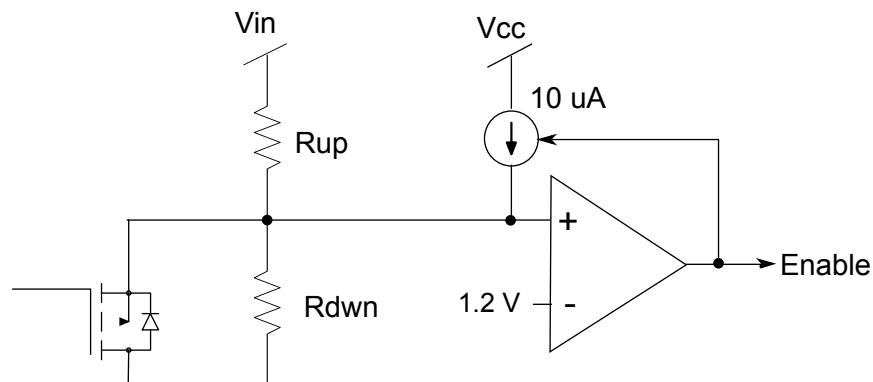 Vin
Vcc
10 uA
Rup
+
Enable
Rdwn
1.2 V
-